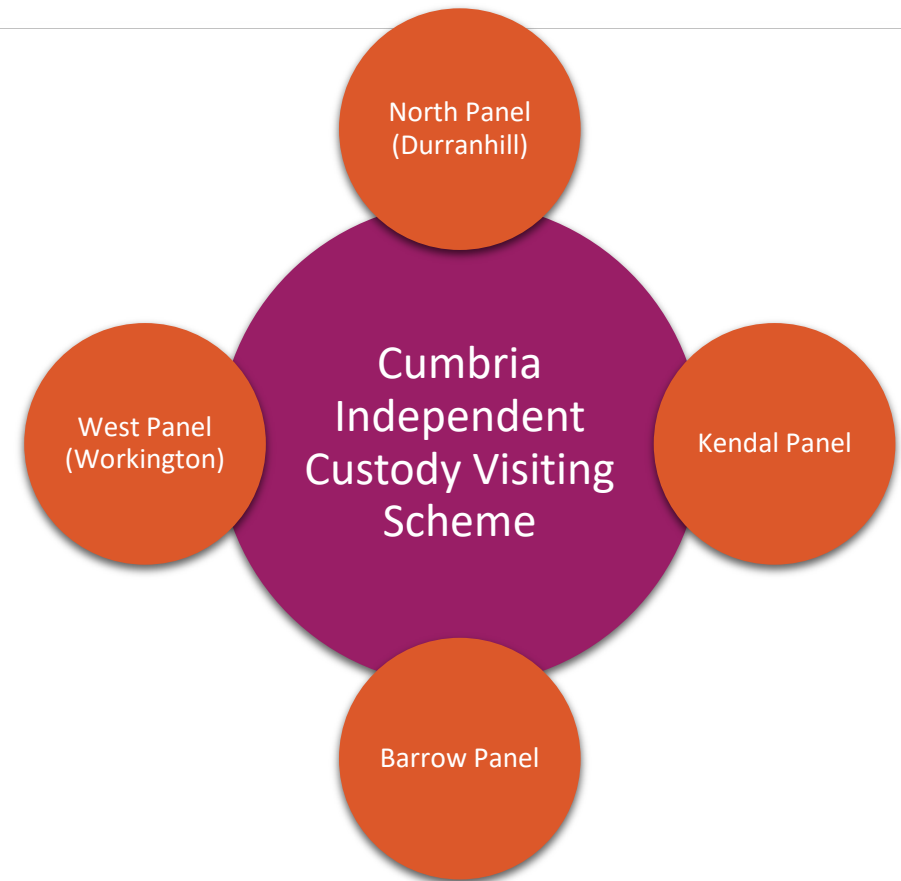 North Panel
(Durranhill)
Cumbria
Independent
Custody Visiting
Scheme
West Panel
(Workington)
Kendal Panel
Barrow Panel